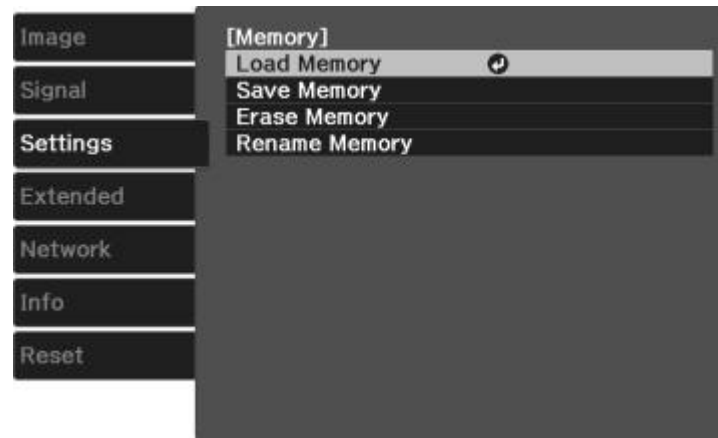 Image
Signal
Settings
Extended
Network
Info
Reset
[Memory]
Load Memory
Save Memory
Erase Memory
Rename Memory